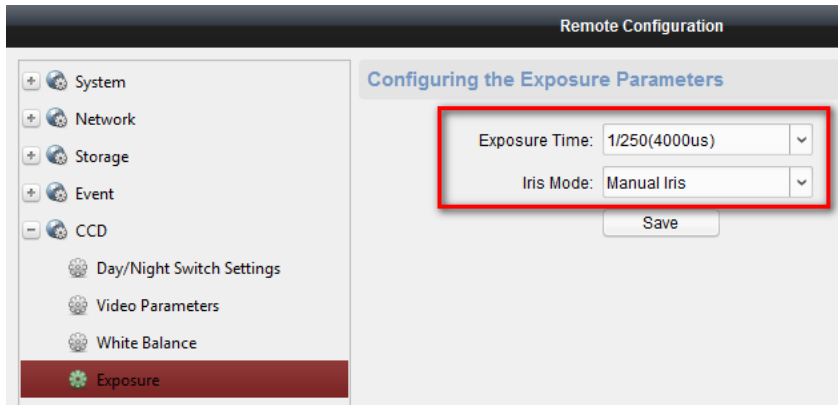 Remote Configuration
System
Network
Storage
Event
CCD
Day/Night Switch Settings
Video Parameters
White Balance
Exposure
Configuring the Exposure Parameters
Exposure Time: 1/250(4000us)
Iris Mode: Manual Iris
Save